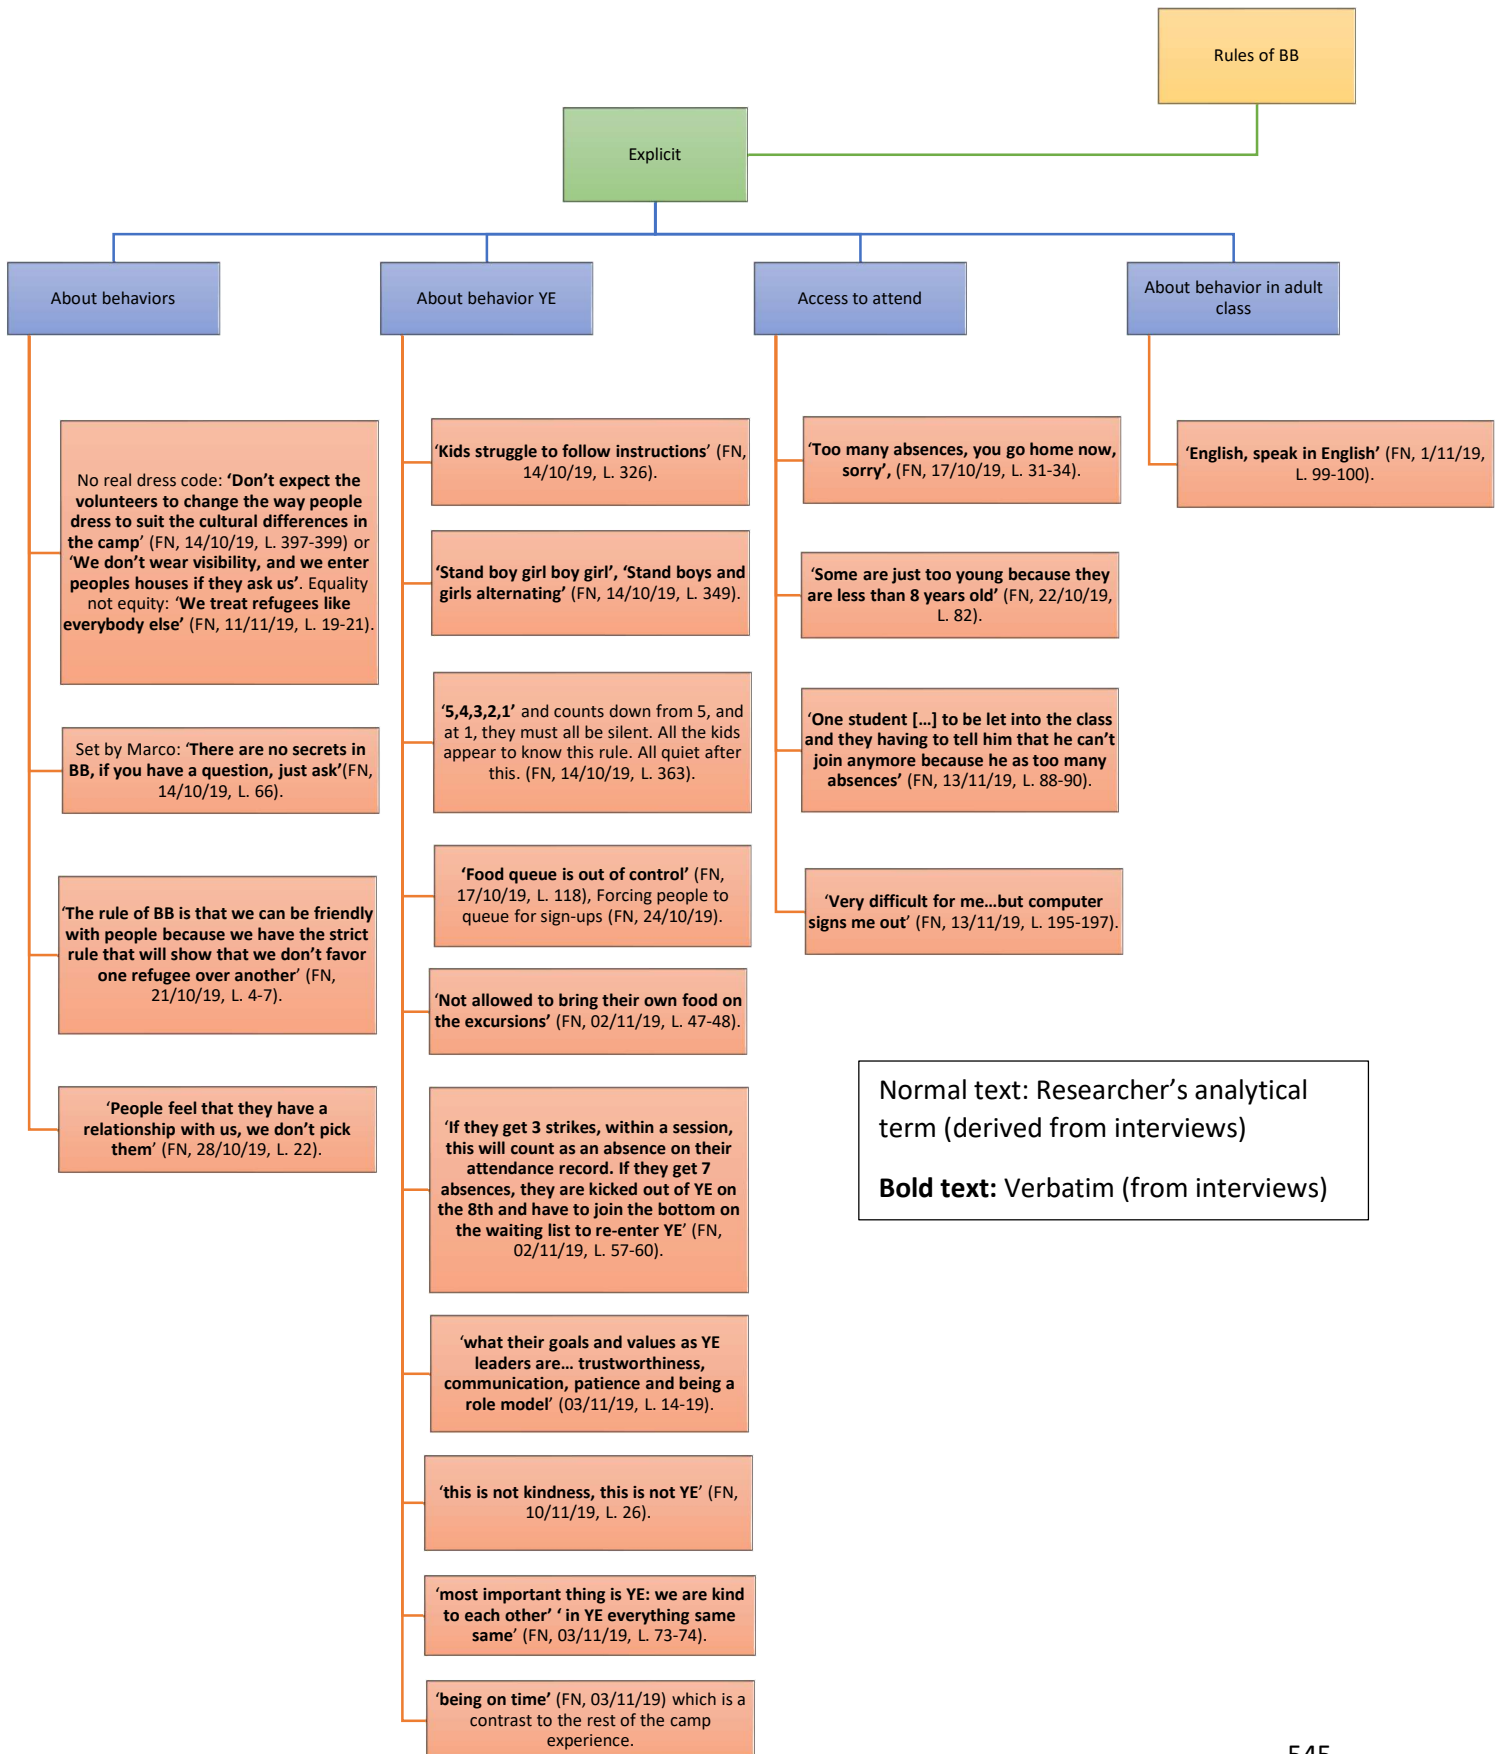 Rules of BB
Explicit
About behaviors
About behavior YE
Access to attend
About behavior in adult
class
No real dress code: ‘Don’t expect the
volunteers to change the way people
dress to suit the cultural differences in
the camp’ (FN, 14/10/19, L. 397-399) or
‘We don’t wear visibility, and we enter
peoples houses if they ask us’. Equality
not equity: ‘We treat refugees like
everybody else’ (FN, 11/11/19, L. 19-21).
Set by Marco: ‘There are no secrets in
BB, if you have a question, just ask’(FN,
14/10/19, L. 66).
‘The rule of BB is that we can be friendly
with people because we have the strict
rule that will show that we don’t favor
one refugee over another’ (FN,
21/10/19, L. 4-7).
‘People feel that they have a
relationship with us, we don’t pick
them’ (FN, 28/10/19, L. 22).
‘Kids struggle to follow instructions’ (FN,
14/10/19, L. 326).
‘Stand boy girl boy girl’, ‘Stand boys and
girls alternating’ (FN, 14/10/19, L. 349).
‘5,4,3,2,1’ and counts down from 5, and
at 1, they must all be silent. All the kids
appear to know this rule. All quiet after
this. (FN, 14/10/19, L. 363).
‘Food queue is out of control’ (FN,
17/10/19, L. 118), Forcing people to
queue for sign-ups (FN, 24/10/19).
‘Not allowed to bring their own food on
the excursions’ (FN, 02/11/19, L. 47-48).
‘If they get 3 strikes, within a session,
this will count as an absence on their
attendance record. If they get 7
absences, they are kicked out of YE on
the 8th and have to join the bottom on
the waiting list to re-enter YE’ (FN,
02/11/19, L. 57-60).
‘what their goals and values as YE
leaders are… trustworthiness,
communication, patience and being a
role model’ (03/11/19, L. 14-19).
‘this is not kindness, this is not YE’ (FN,
10/11/19, L. 26).
‘most important thing is YE: we are kind
to each other’ ‘ in YE everything same
same’ (FN, 03/11/19, L. 73-74).
‘being on time’ (FN, 03/11/19) which is a
contrast to the rest of the camp
experience.
‘Too many absences, you go home now,
sorry’, (FN, 17/10/19, L. 31-34).
‘Some are just too young because they
are less than 8 years old’ (FN, 22/10/19,
L. 82).
‘One student […] to be let into the class
and they having to tell him that he can’t
join anymore because he as too many
absences’ (FN, 13/11/19, L. 88-90).
‘Very difficult for me…but computer
signs me out’ (FN, 13/11/19, L. 195-197).
‘English, speak in English’ (FN, 1/11/19,
L. 99-100).
Normal text: Researcher’s analytical
term (derived from interviews)
Bold text: Verbatim (from interviews)
545